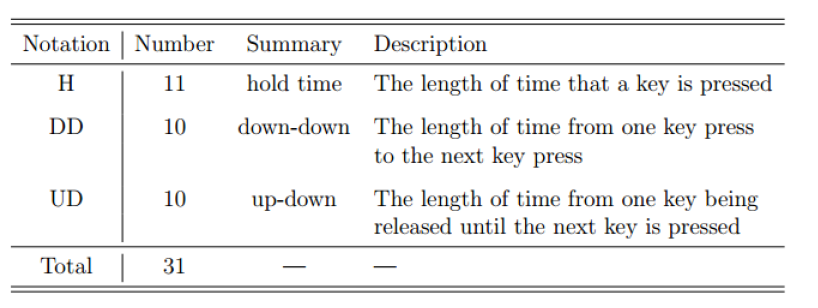 Notation Number Summary Description
H 11 hold time The length of time that a key is pressed
DD 10 down-down The length of time from one key press
to the next key press
UD 10 up-down The length of time from one key being
released until the next key is pressed
Total 31 — —